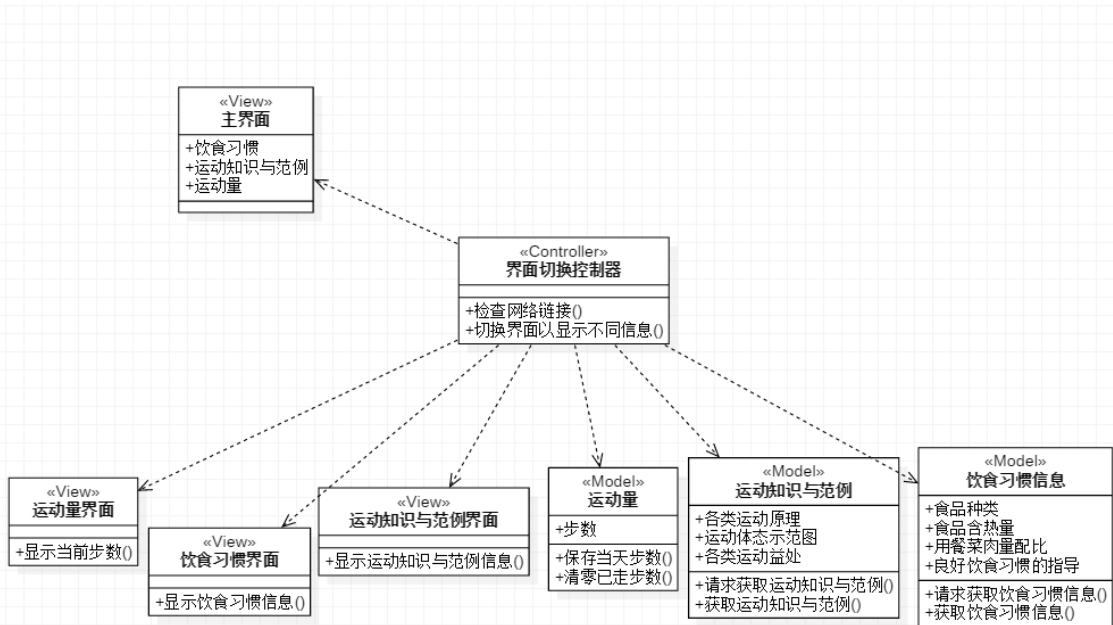 «View»
主界面
+饮食习惯
+运动知识与范例
+运动量
«Controller»
界面切换控制器
+检查网络链接()
+切换界面以显示不同信息()
«View»
运动量界面
+显示当前步数()
«View»
饮食习惯界面
+显示饮食习惯信息()
«View»
运动知识与范例界面
+显示运动知识与范例信息()
«Model»
运动量
+步数
+保存当天步数()
+清零已走步数()
«Model»
运动知识与范例
+各类运动原理
+运动体态示范图
+各类运动益处
+请求获取运动知识与范例()
+获取运动知识与范例()
«Model»
饮食习惯信息
+食品种类
+食品含热量
+用餐菜肉量配比
+良好饮食习惯的指导
+请求获取饮食习惯信息()
+获取饮食习惯信息()